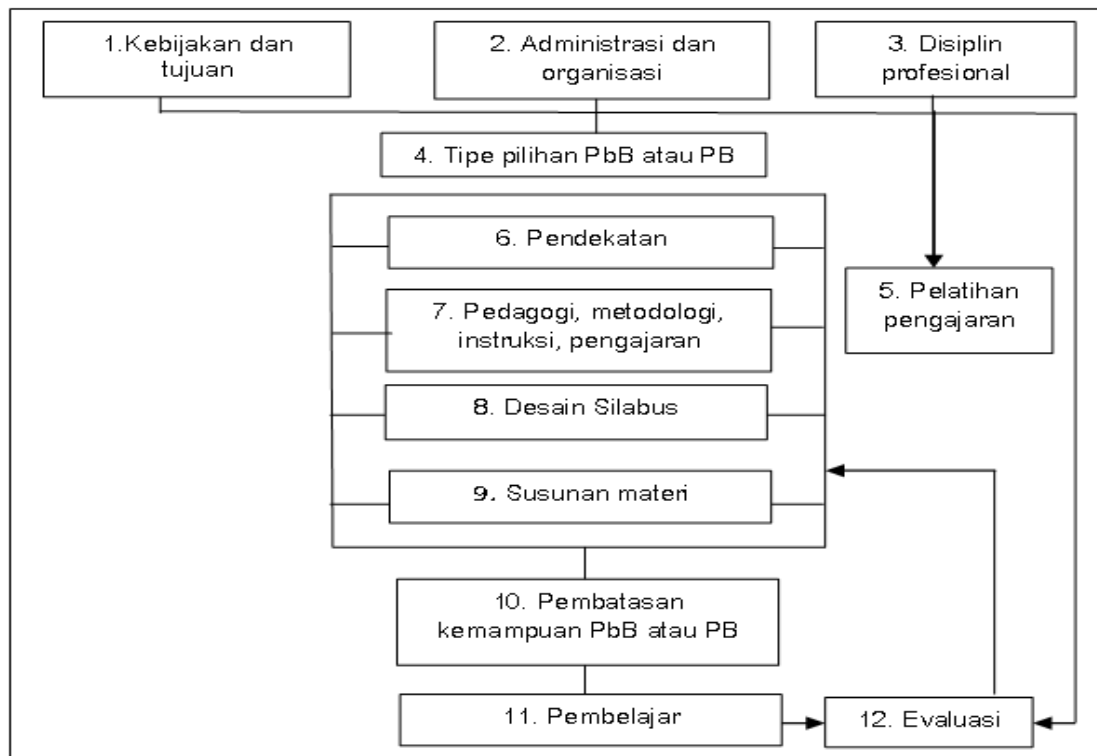 1.Kebijakan dan
tujuan
2. Administrasi dan
organisasi
3. Disiplin
profesional
4. Tipe pilihan PbB atau PB
6. Pendekatan
5. Pelatihan
pengajaran
7. Pedagogi, metodologi,
instruksi, pengajaran
8. Desain Silabus
9. Susunan materi
10. Pembatasan
kemampuan PbB atau PB
11. Pembelajar
12. Evaluasi